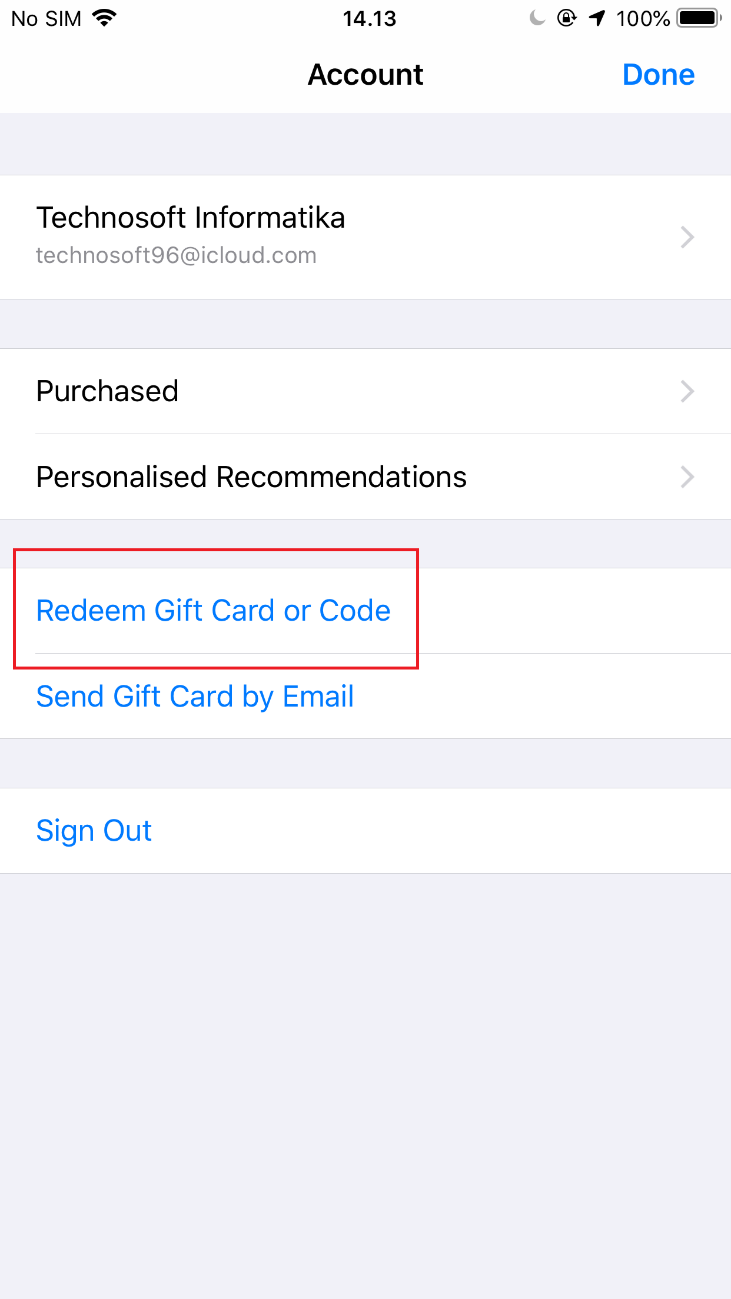 No SIM 14.13 100%
Account Done
Technosoft Informatika
technosoft96@icloud.com
Purchased
Personalised Recommendations
Redeem Gift Card or Code
Send Gift Card by Email
Sign Out